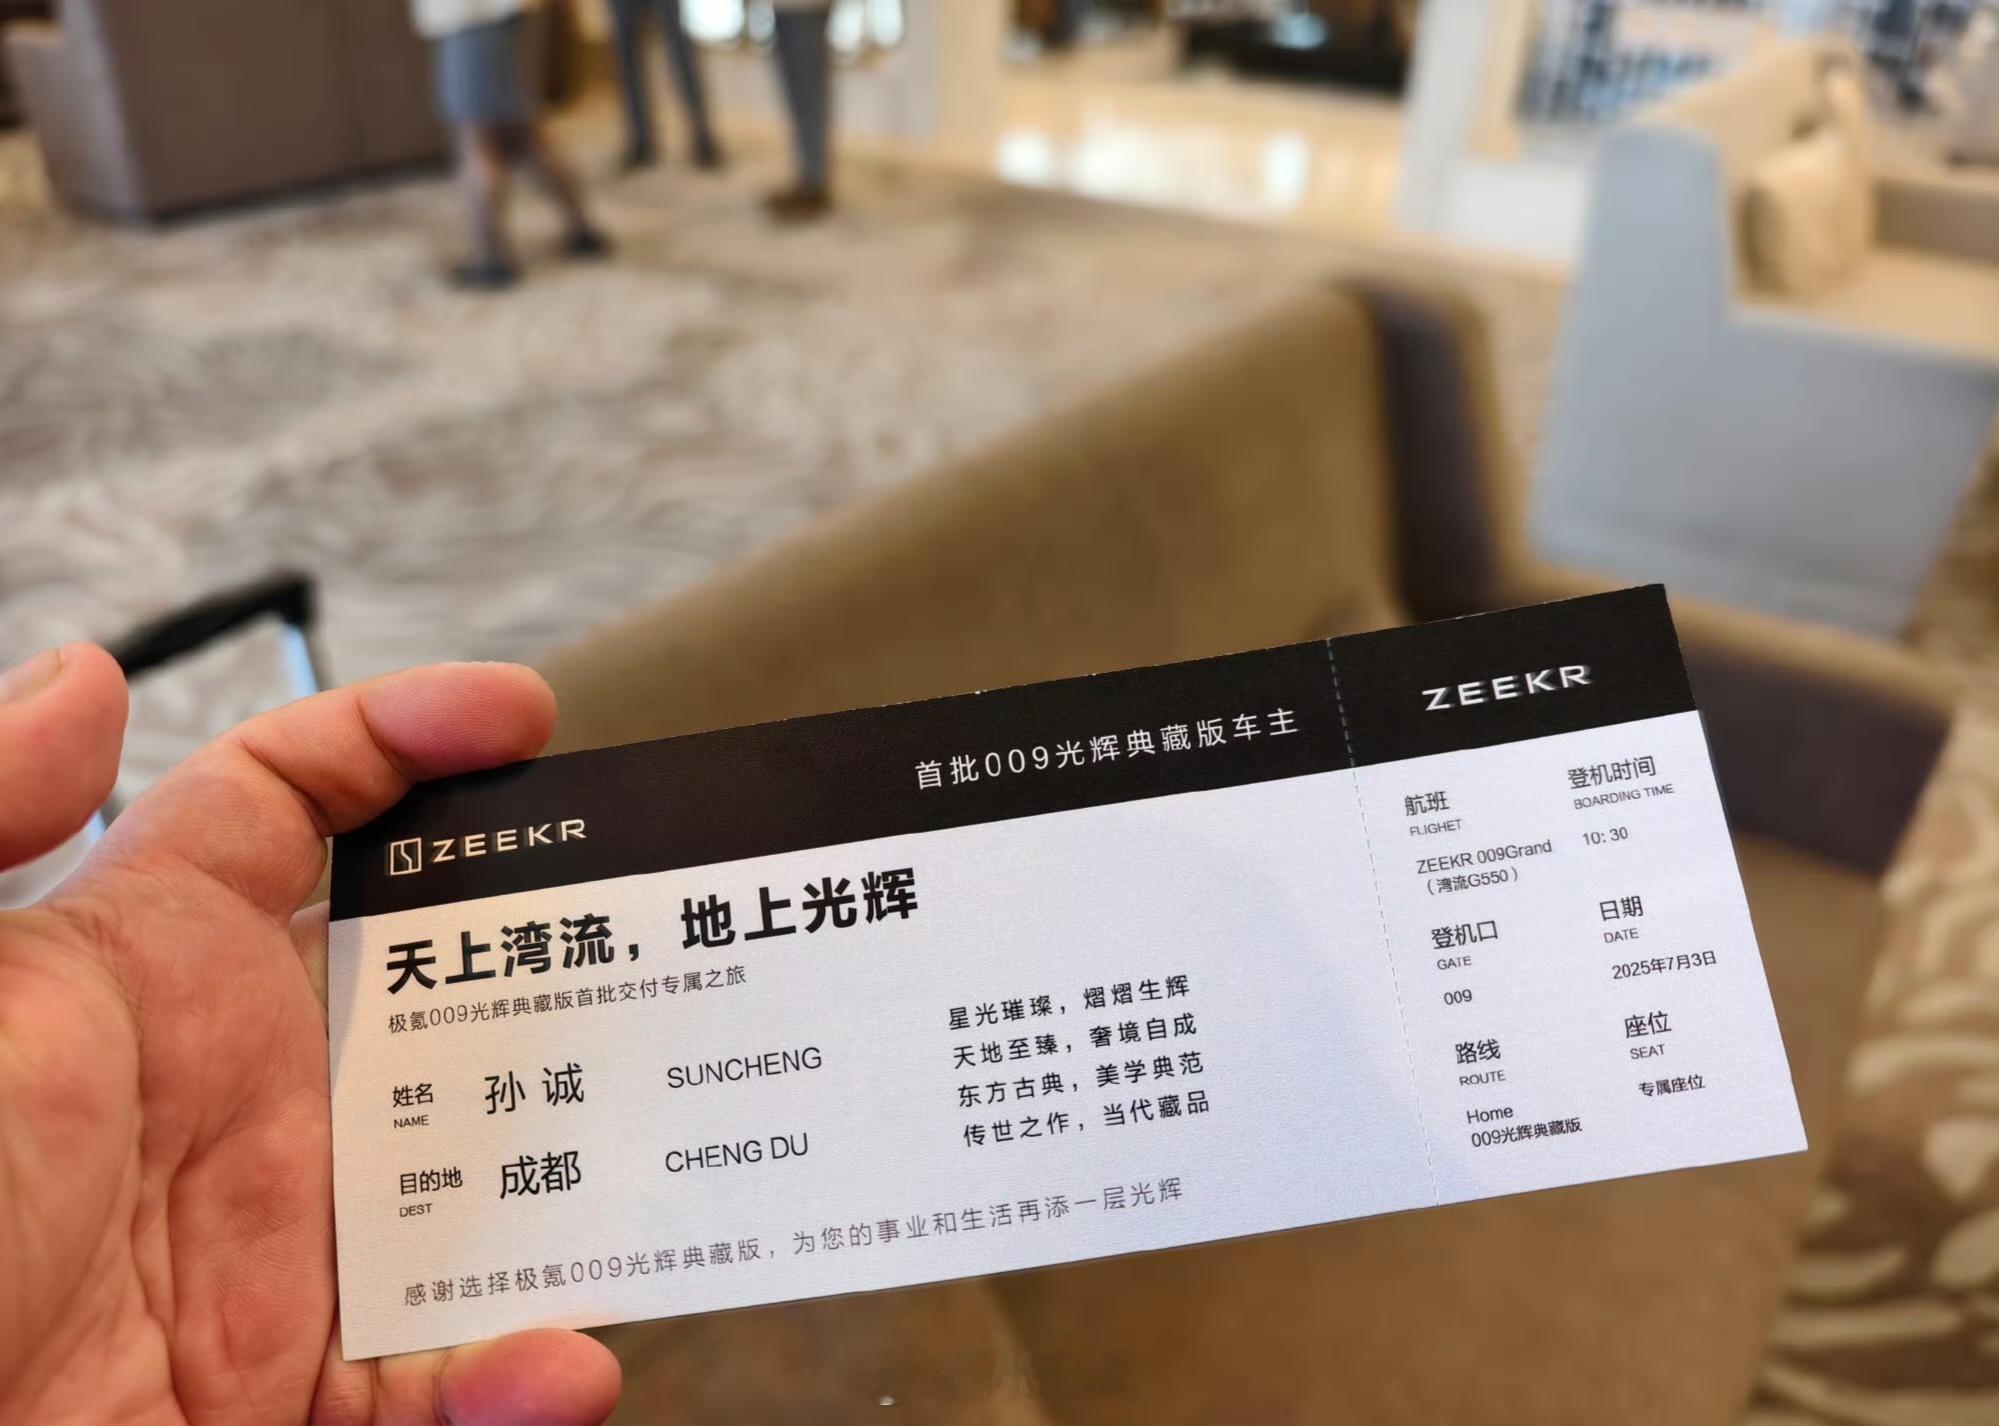 首批009光辉典藏版车主
ZEEKR
天上湾流，地上光辉
极氪009光辉典藏版首批交付专属之旅
姓名 孙 诚 SUNCHENG
NAME
目的地 成都 CHENG DU
DEST
星光璀璨，熠熠生辉
天地至臻，奢境自成
东方古典，美学典范
传世之作，当代藏品
感谢选择极氪009光辉典藏版，为您的事业和生活再添一层光辉
ZEEKR
航班
FLIGHET
ZEEKR 009Grand
（湾流G550）
登机时间
BOARDING TIME
10: 30
登机口
GATE
009
日期
DATE
2025年7月3日
路线
ROUTE
Home
009光辉典藏版
座位
SEAT
专属座位